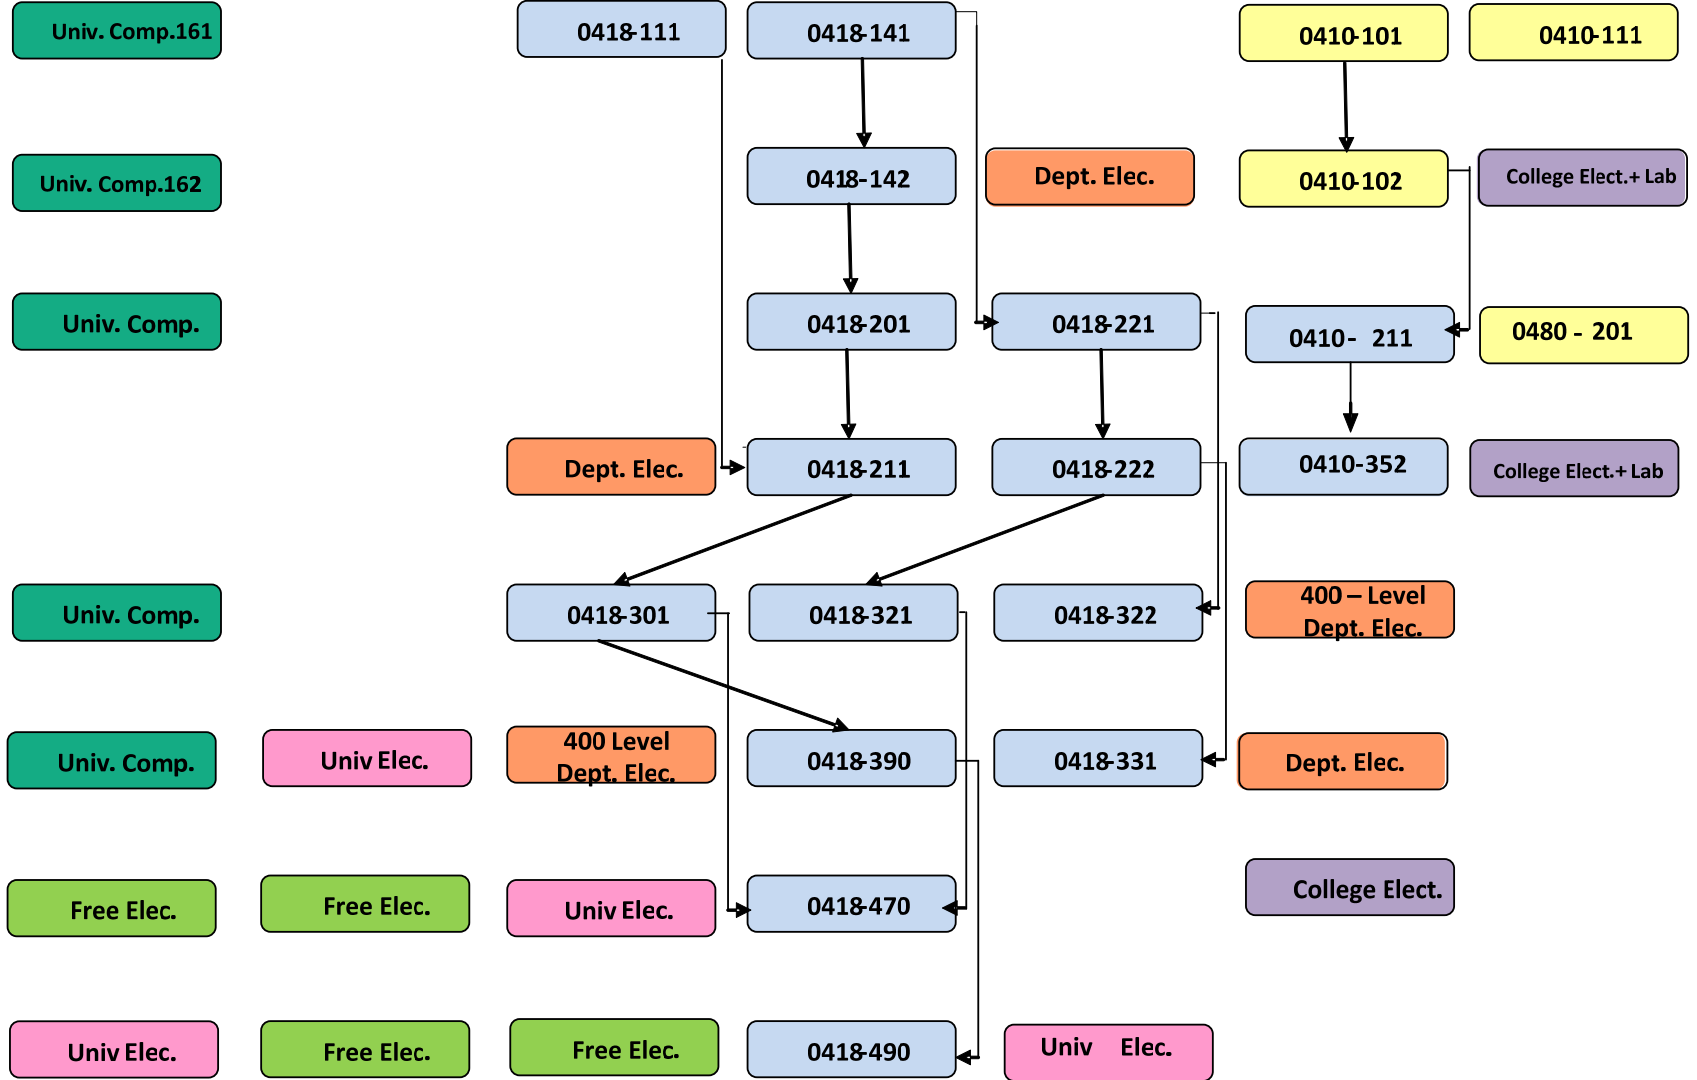 Univ. Comp.161
0418-111
0418-141
0410-101
0410-111
Univ. Comp.162
0418-142
Dept. Elec.
0410-102
College Elect.+ Lab
Univ. Comp.
0418-201
0418-221
0410- 211
0480 - 201
Dept. Elec.
0418-211
0418-222
0410-352
College Elect.+ Lab
Univ. Comp.
0418-301
0418-321
0418-322
400 – Level
Dept. Elec.
Univ. Comp.
Univ Elec.
400 Level
Dept. Elec.
0418-390
0418-331
Dept. Elec.
Free Elec.
Free Elec.
Univ Elec.
0418-470
College Elect.
Univ Elec.
Free Elec.
Free Elec.
0418-490
Univ Elec.